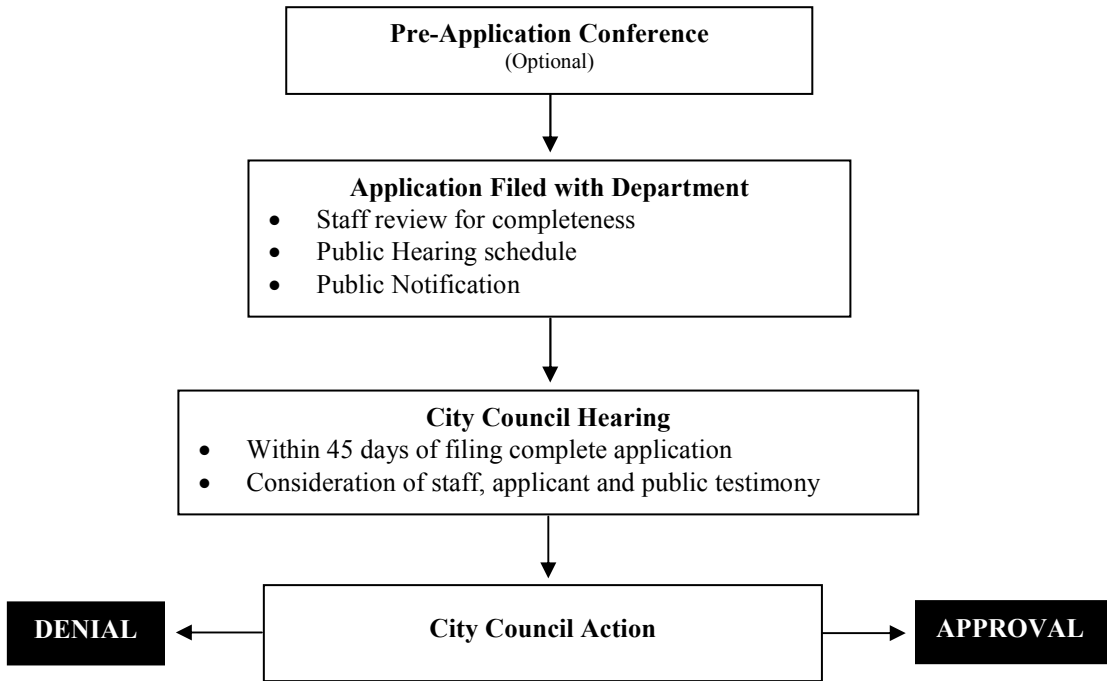 Pre-Application Conference
(Optional)
Application Filed with Department
• Staff review for completeness
• Public Hearing schedule
• Public Notification
City Council Hearing
• Within 45 days of filing complete application
• Consideration of staff, applicant and public testimony
DENIAL
City Council Action
APPROVAL